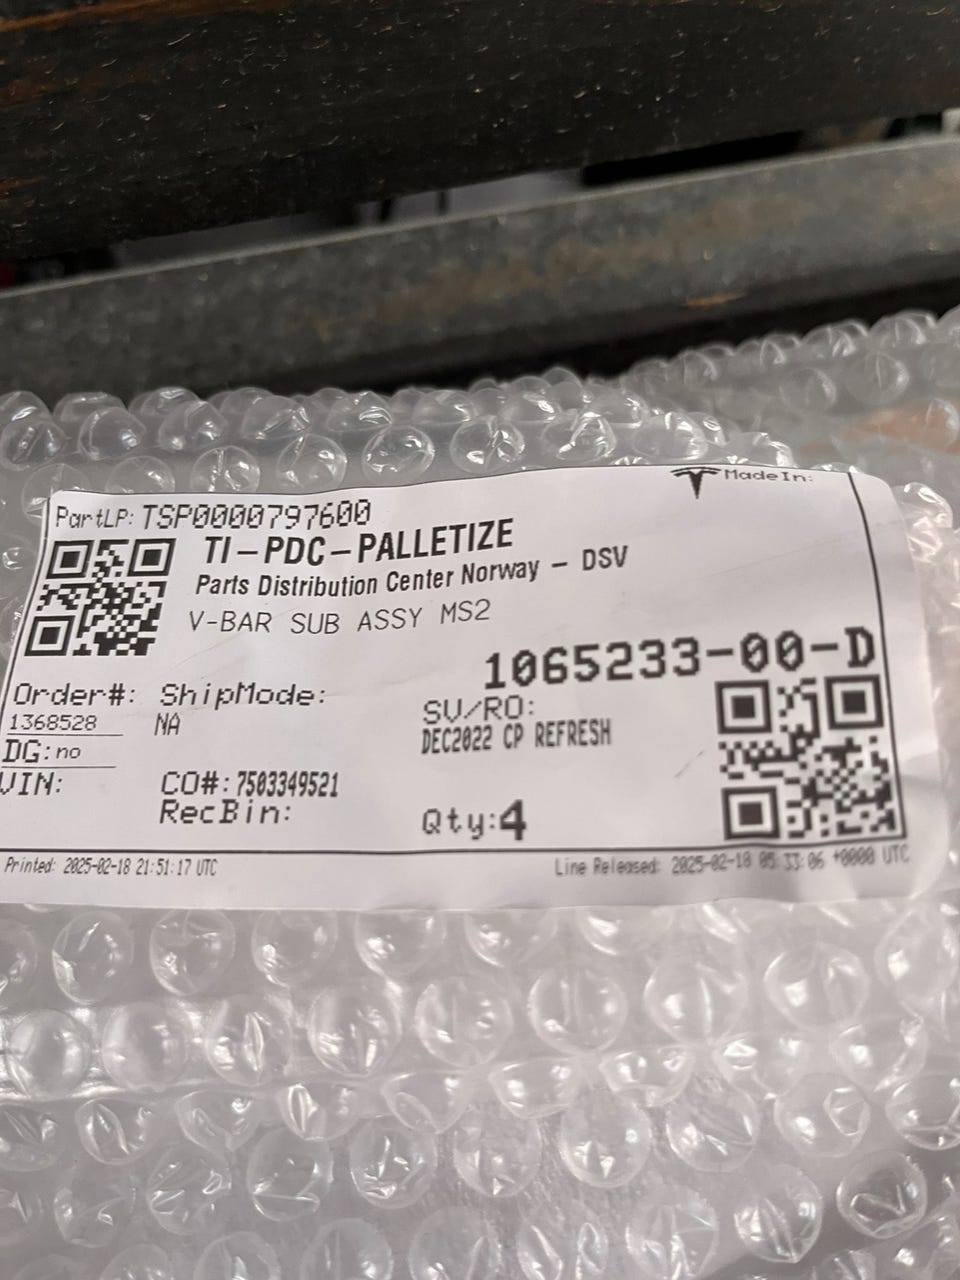 MadeIn:
PartLP: TSP0000797600
TI-PDC-PALLETIZE
Parts Distribution Center Norway - DSV
V-BAR SUB ASSY MS2
1065233-00-D
Order#: ShipMode:
1368528 NA
SV/RO:
DEC2022 CP REFRESH
DG: no
VIN:
CO#: 7503349521
RecBin:
Qty:4
Printed: 2025-02-18 21:51:17 UTC
Line Released: 2025-02-18 05:33:06 +0000 UTC